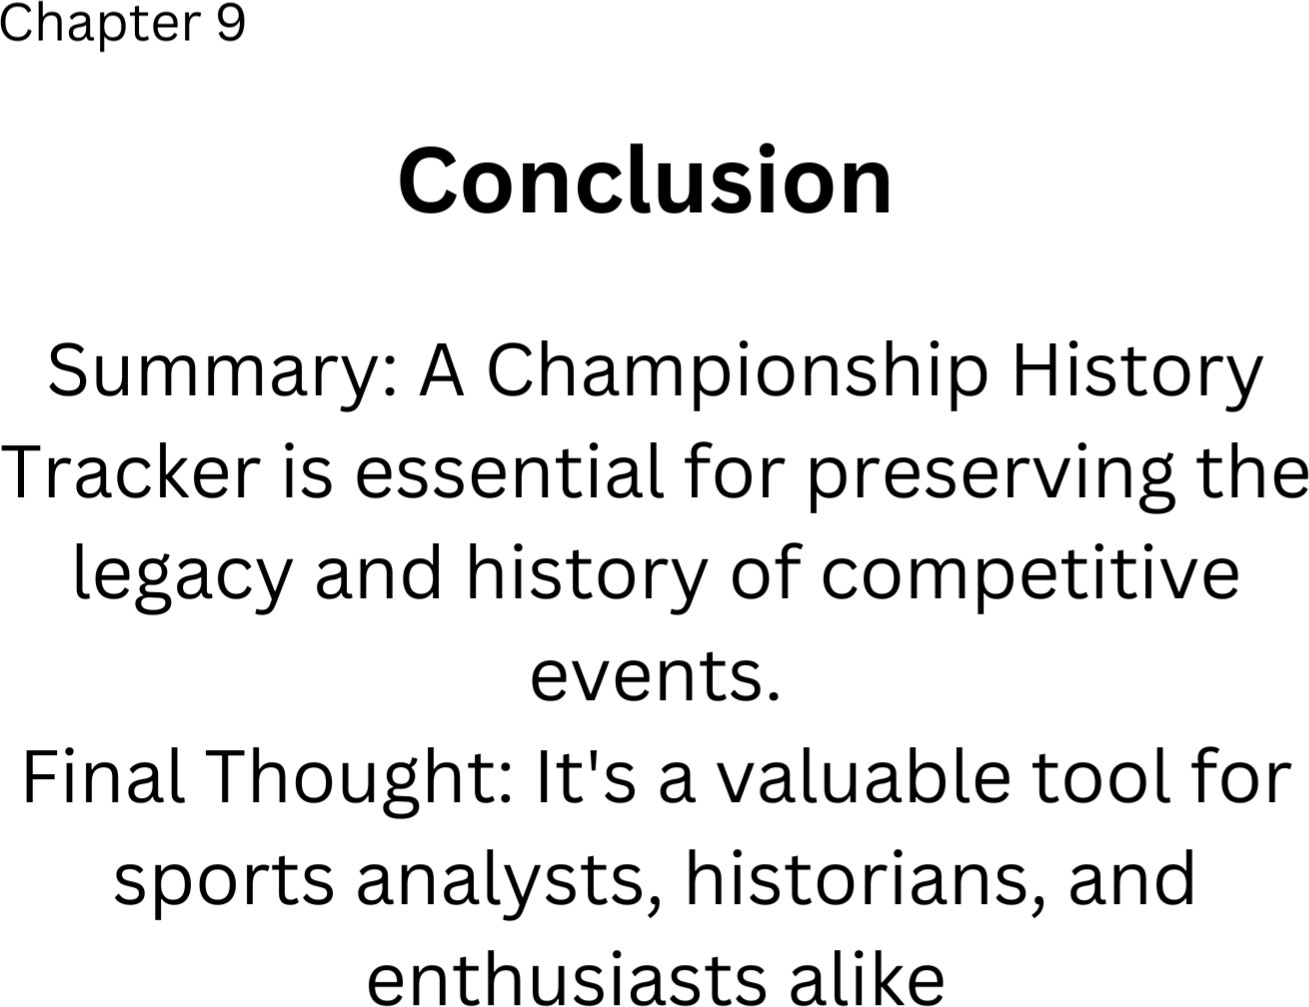 Chapter 9
Conclusion
Summary: A Championship History
Tracker is essential for preserving the
legacy and history of competitive
events.
Final Thought: It's a valuable tool for
sports analysts, historians, and
enthusiasts alike